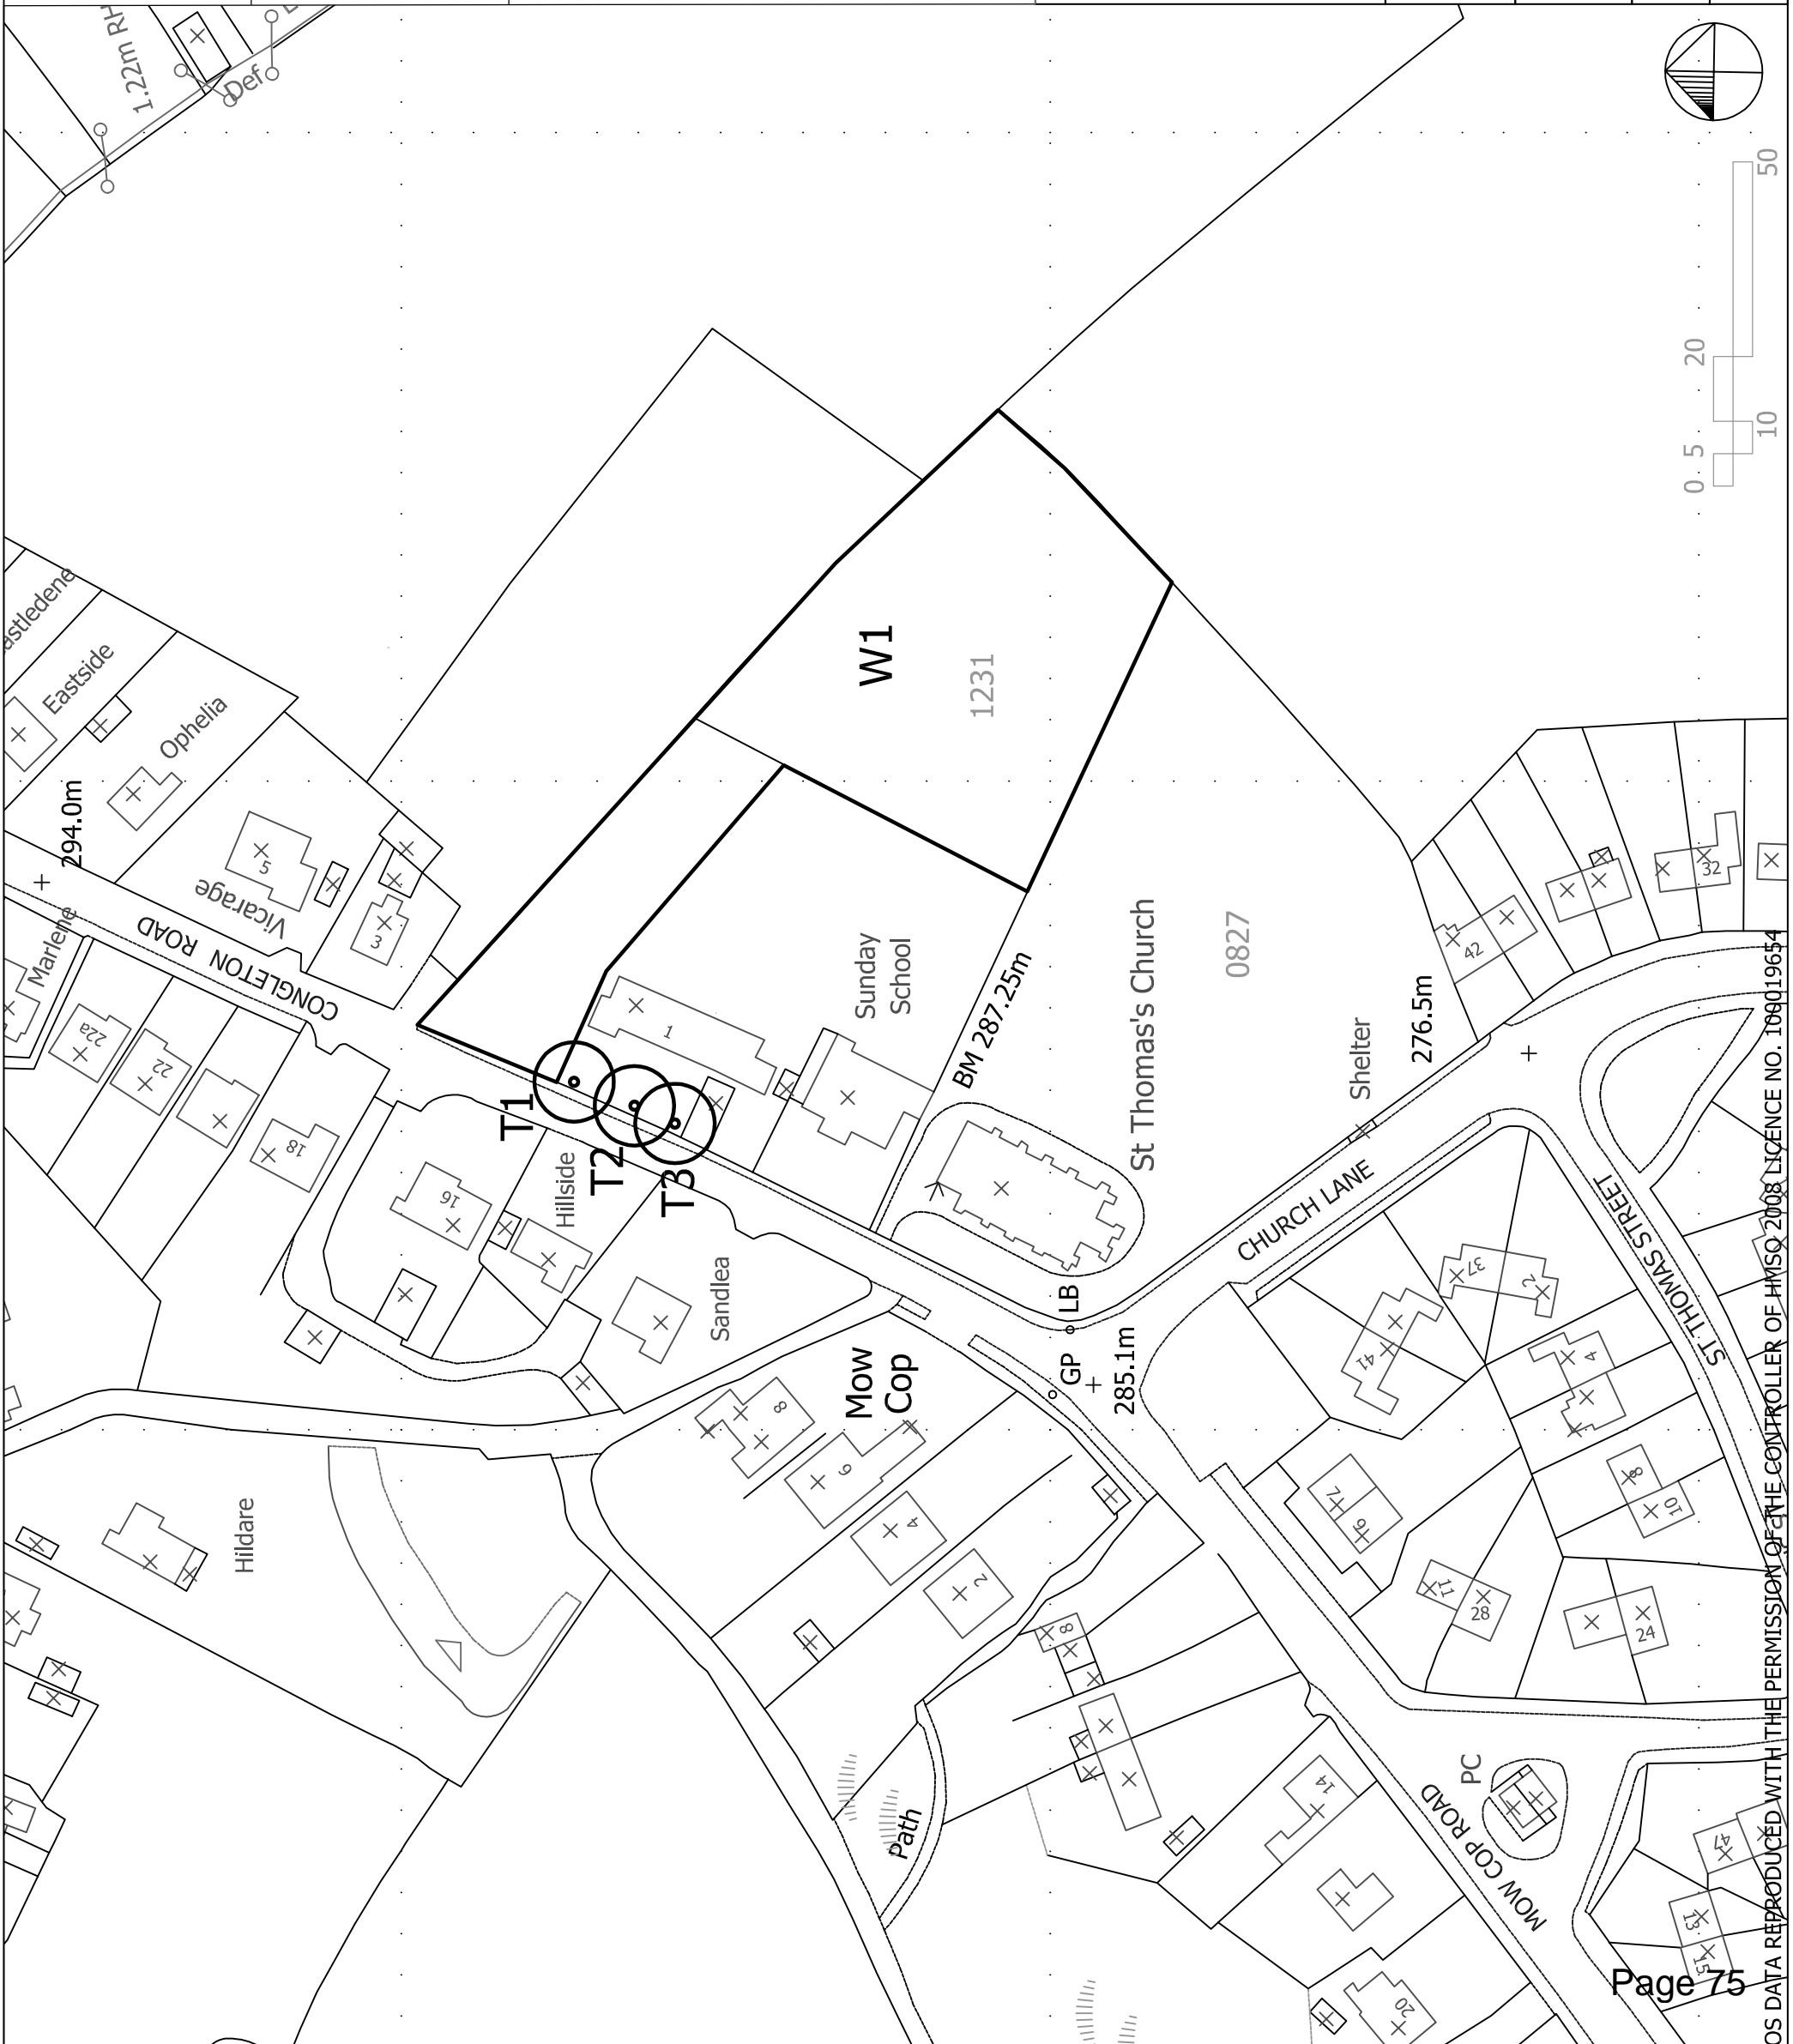 1.22m RH
Def
50
20
10
5
0
Eastside
Ophelia
294.0m
5
Vicarage
3
CONGLETON ROAD
Marlene
22a
22
18
16
W1
1231
1
Sunday
School
BM 287.25m
St Thomas's Church
0827
T1
T2
T3
Hillside
Sandlea
Shelter
276.5m
42
32
CHURCH LANE
ST THOMAS STREET
LB
GP
285.1m
Mow
Cop
8
6
4
2
Hildare
37
2
41
4
8
10
7
6
11
28
24
8
Path
14
20
PC
MOW COP ROAD
47
13
15
Page 75
OS DATA REPRODUCED WITH THE PERMISSION OF THE CONTROLLER OF HMSO 2008 LICENCE NO. 100019654